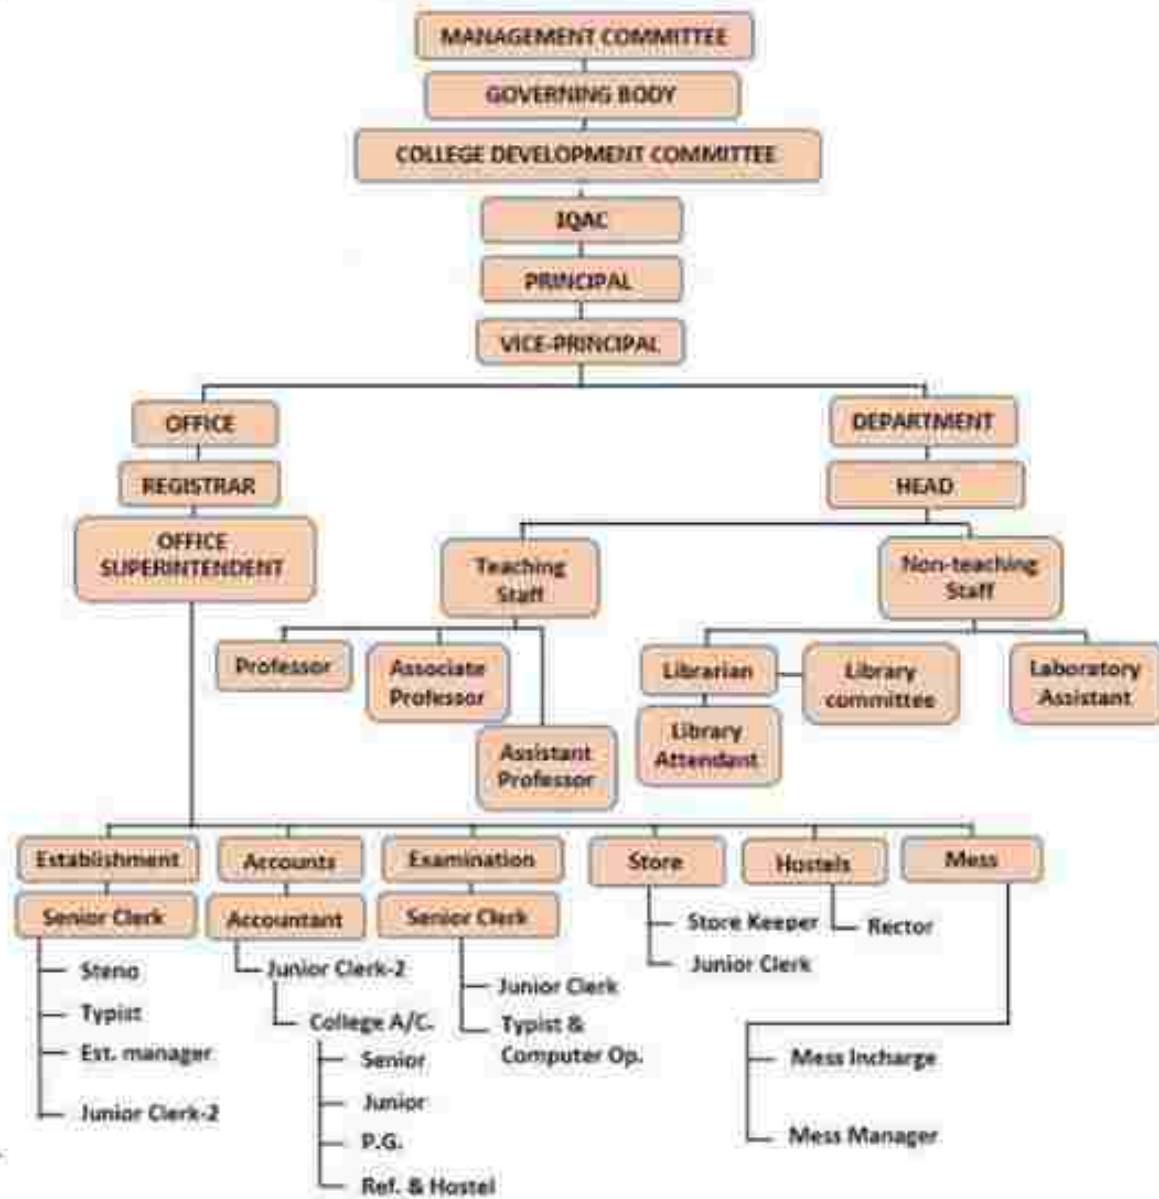 MANAGEMENT COMMITTEE
GOVERNING BODY
COLLEGE DEVELOPMENT COMMITTEE
IQAC
PRINCIPAL
VICE-PRINCIPAL
OFFICE
DEPARTMENT
REGISTRAR
HEAD
OFFICE
SUPERINTENDENT
Teaching
Staff
Non-teaching
Staff
Professor
Associate
Professor
Assistant
Professor
Librarian
Library
committee
Laboratory
Assistant
Library
Attendant
Establishment
Accounts
Examination
Store
Hostels
Mess
Senior Clerk
Accountant
Senior Clerk
Steno
Typist
Est. manager
Junior Clerk-2
Junior Clerk-2
College A/C.
Senior
Junior
P.G.
Ref. & Hostel
Junior Clerk
Typist &
Computer Op.
Store Keeper
Junior Clerk
Rector
Mess Incharge
Mess Manager